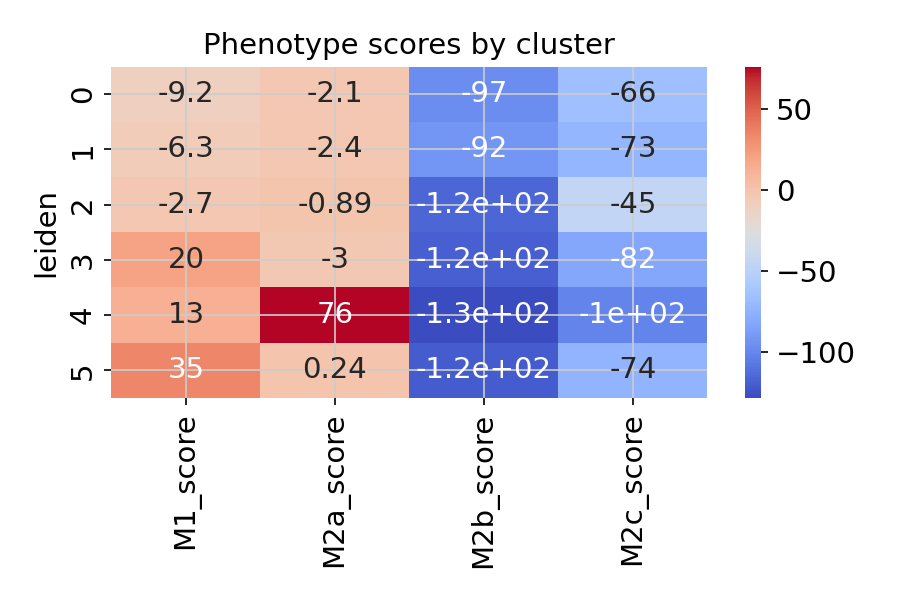 Phenotype scores by cluster
leiden
0 -9.2 -2.1 -97 -66
1 -6.3 -2.4 -92 -73
2 -2.7 -0.89 -1.2e+02 -45
3 20 -3 -1.2e+02 -82
4 13 76 -1.3e+02 -1e+02
5 35 0.24 -1.2e+02 -74
M1_score M2a_score M2b_score M2c_score
50
0
−50
−100